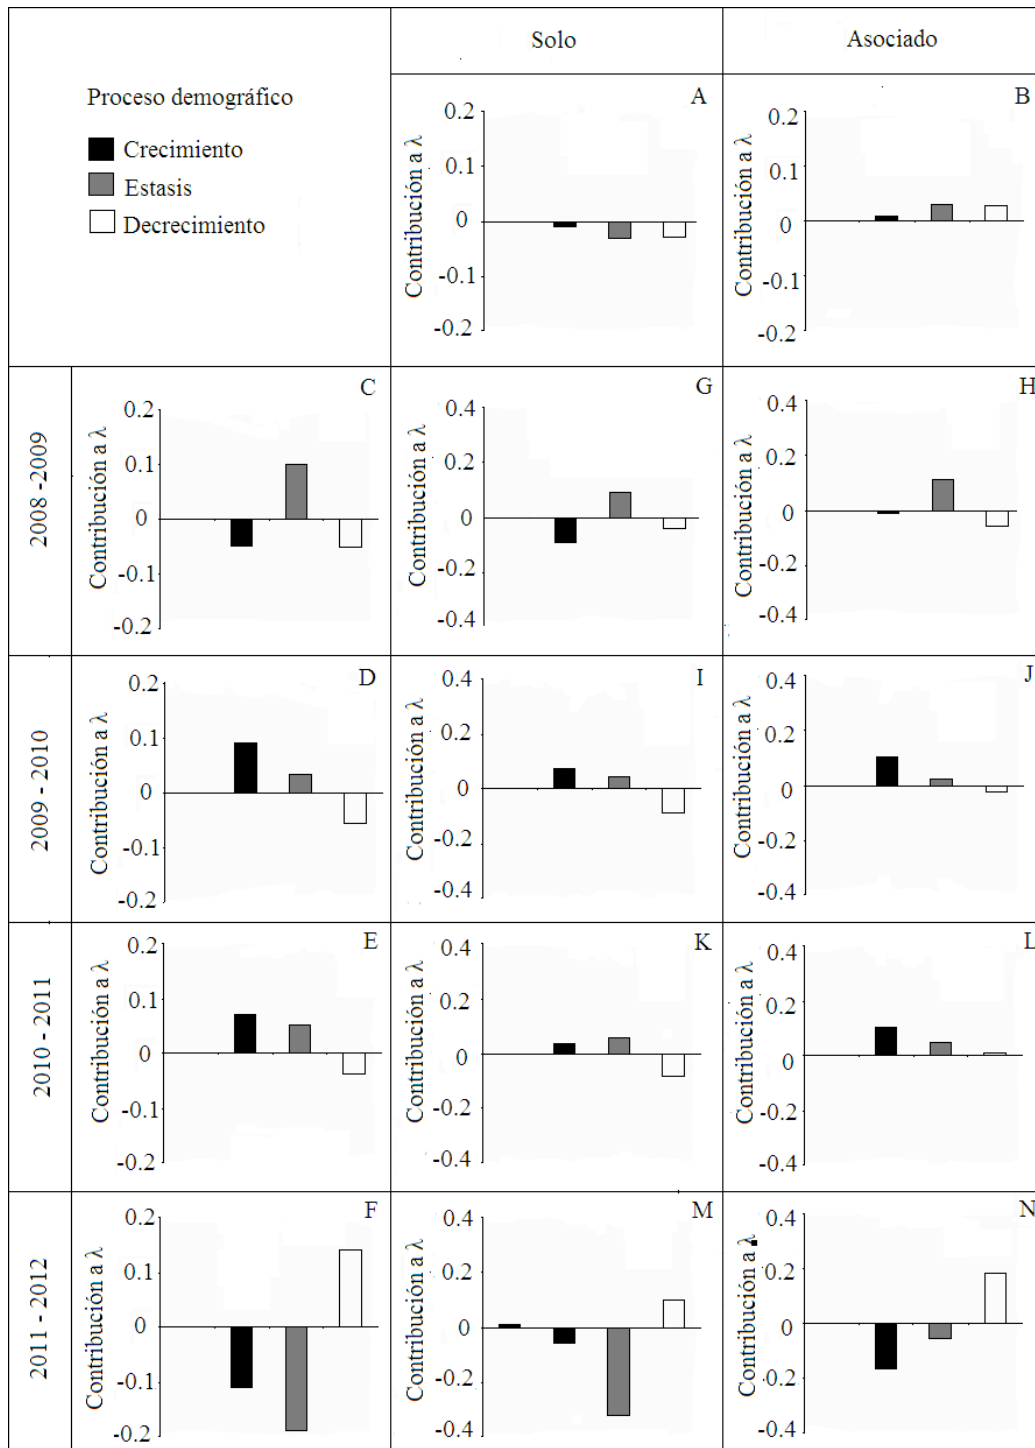 Solo
Asociado
Proceso demográfico
Crecimiento
Estasis
Decrecimiento
A
Contribución a λ
0.2
0.1
0
-0.1
-0.2
B
Contribución a λ
0.2
0.1
0
-0.1
-0.2
2008 -2009
C
Contribución a λ
0.2
0.1
0
-0.1
-0.2
G
Contribución a λ
0.4
0.2
0
-0.2
-0.4
H
Contribución a λ
0.4
0.2
0
-0.2
-0.4
2009 - 2010
D
Contribución a λ
0.2
0.1
0
-0.1
-0.2
I
Contribución a λ
0.4
0.2
0
-0.2
-0.4
J
Contribución a λ
0.4
0.2
0
-0.2
-0.4
2010 - 2011
E
Contribución a λ
0.2
0.1
0
-0.1
-0.2
K
Contribución a λ
0.4
0.2
0
-0.2
-0.4
L
Contribución a λ
0.4
0.2
0
-0.2
-0.4
2011 - 2012
F
Contribución a λ
0.2
0.1
0
-0.1
-0.2
M
Contribución a λ
0.4
0.2
0
-0.2
-0.4
N
Contribución a λ
0.4
0.2
0
-0.2
-0.4